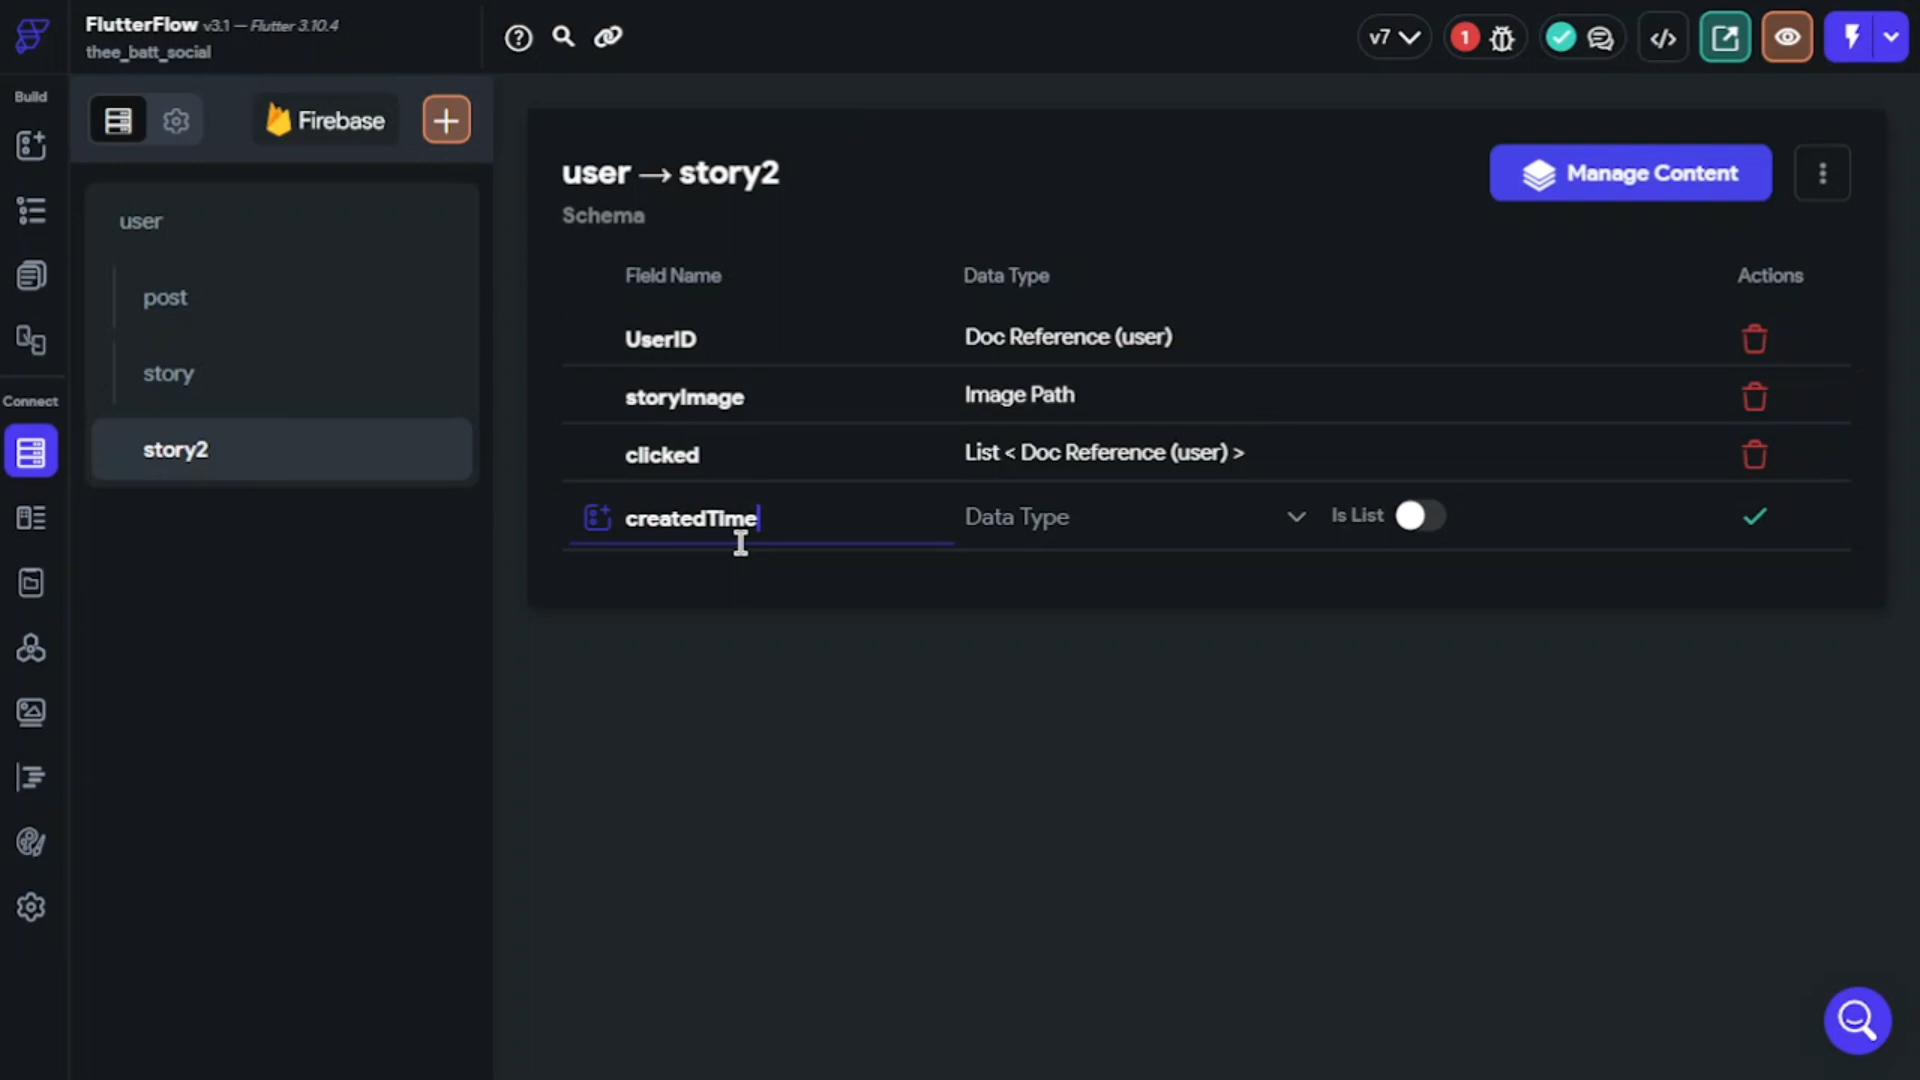 FlutterFlow v3.1 — Flutter 3.10.4
thee_batt_social
v7
1
Build
Firebase
user
post
story
story2
Connect
user → story2
Manage Content
Schema
Field Name Data Type Actions
UserID Doc Reference (user)
storyImage Image Path
clicked List < Doc Reference (user) >
createdTime Data Type Is List